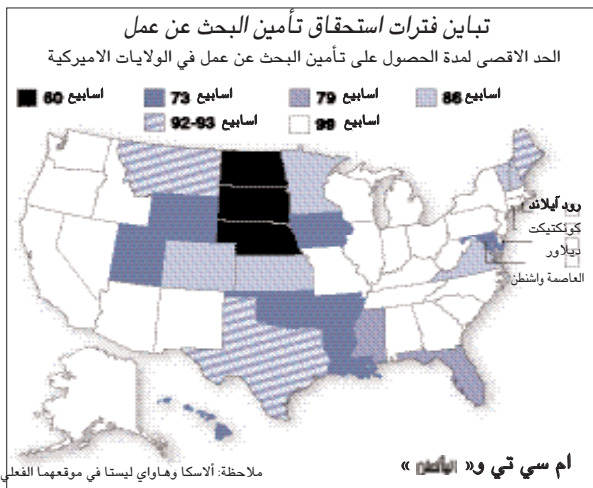 تباين فترات استحقاق تأمين البحث عن عمل
الحد الاقصى لمدة الحصول على تأمين البحث عن عمل في الولايات الاميركية
86 اسابيع
79 اسابيع
73 اسابيع
60 اسابيع
99 اسابيع
92-93 اسابيع
رود آيلاند
كونكتيكت
ديلاور
العاصمة واشنطن
ام سي تي و« »
ملاحظة: ألاسكا وهاواي ليستا في موقعهما الفعلي